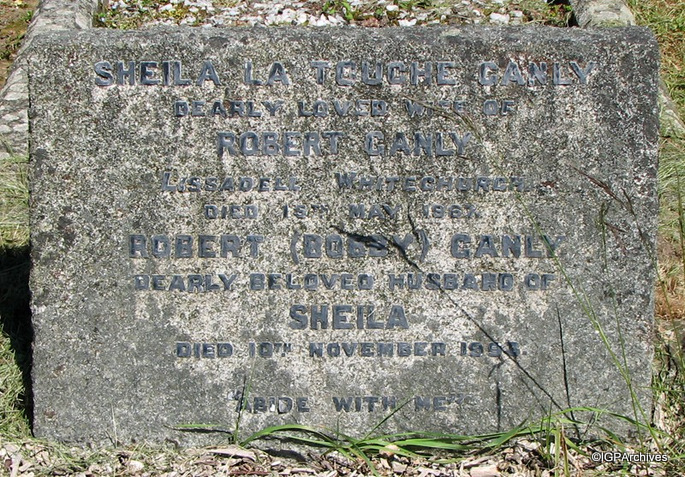 SHEILA LA TOUCHE GANLY
DEARLY LOVED WIFE OF
ROBERT GANLY
LISSADELL WHITECHURCH.
DIED 19TH MAY
ROBERT (BOBBY) GANLY
DEARLY BELOVED HUSBAND OF
SHEILA
DIED 10TH NOVEMBER
"ABIDE WITH ME"
©IGPArchives